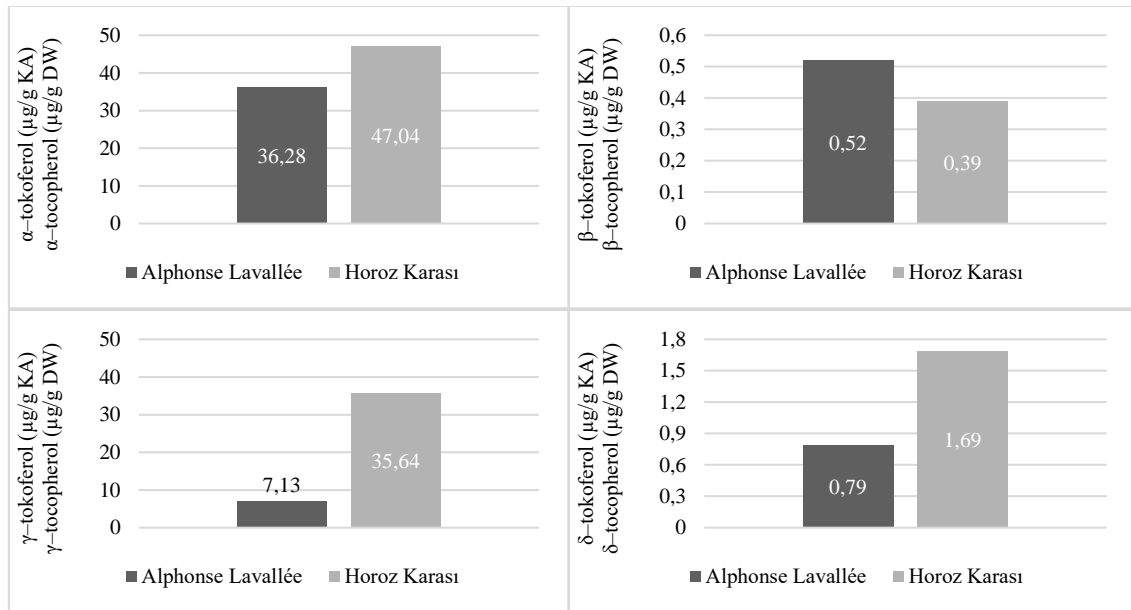 α–tokoferol (µg/g KA)
α–tocopherol (µg/g DW)
50
40
30
20
10
0
36,28
47,04
Alphonse Lavallée
Horoz Karası
β–tokoferol (µg/g KA)
β–tocopherol (µg/g DW)
0,6
0,5
0,4
0,3
0,2
0,1
0
0,52
0,39
Alphonse Lavallée
Horoz Karası
γ–tokoferol (µg/g KA)
γ–tocopherol (µg/g DW)
50
40
30
20
10
0
7,13
35,64
Alphonse Lavallée
Horoz Karası
δ–tokoferol (µg/g KA)
δ–tocopherol (µg/g DW)
1,8
1,5
1,2
0,9
0,6
0,3
0
0,79
1,69
Alphonse Lavallée
Horoz Karası